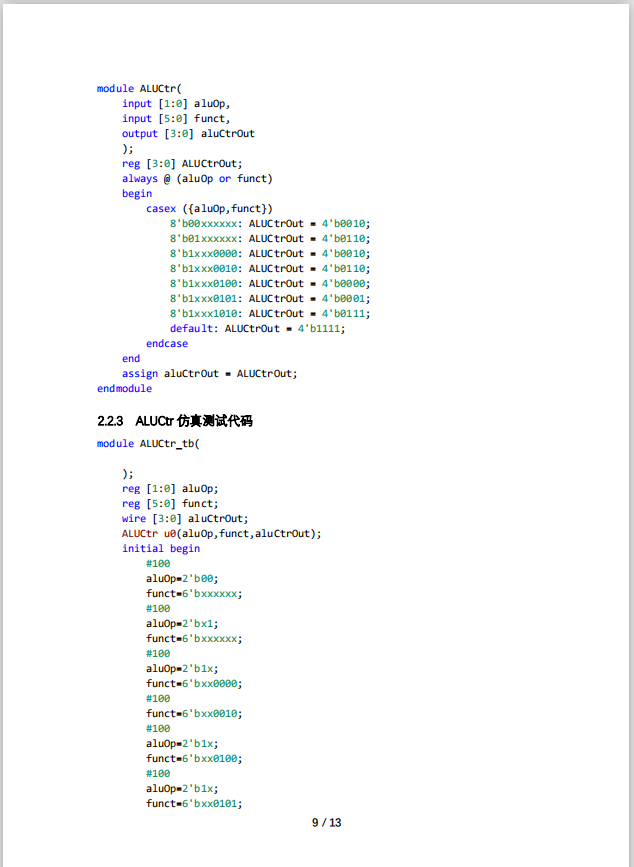 module ALUCtr(
input [1:0] aluOp,
input [5:0] funct,
output [3:0] aluCtrOut
);
reg [3:0] ALUCtrOut;
always @ (aluOp or funct)
begin
casex ({aluOp,funct})
8'b00xxxxxx: ALUCtrOut = 4'b0010;
8'b01xxxxxx: ALUCtrOut = 4'b0110;
8'b1xxx0000: ALUCtrOut = 4'b0010;
8'b1xxx0010: ALUCtrOut = 4'b0110;
8'b1xxx0100: ALUCtrOut = 4'b0000;
8'b1xxx0101: ALUCtrOut = 4'b0001;
8'b1xxx1010: ALUCtrOut = 4'b0111;
default: ALUCtrOut = 4'b1111;
endcase
end
assign aluCtrOut = ALUCtrOut;
endmodule
2.2.3 ALUCtr 仿真测试代码
module ALUCtr_tb(
);
reg [1:0] aluOp;
reg [5:0] funct;
wire [3:0] aluCtrOut;
ALUCtr u0(aluOp,funct,aluCtrOut);
initial begin
#100
aluOp=2'b00;
funct=6'bxxxxxx;
#100
aluOp=2'bx1;
funct=6'bxxxxxx;
#100
aluOp=2'b1x;
funct=6'bxx0000;
#100
funct=6'bxx0010;
#100
aluOp=2'b1x;
funct=6'bxx0100;
#100
aluOp=2'b1x;
funct=6'bxx0101;
9 / 13